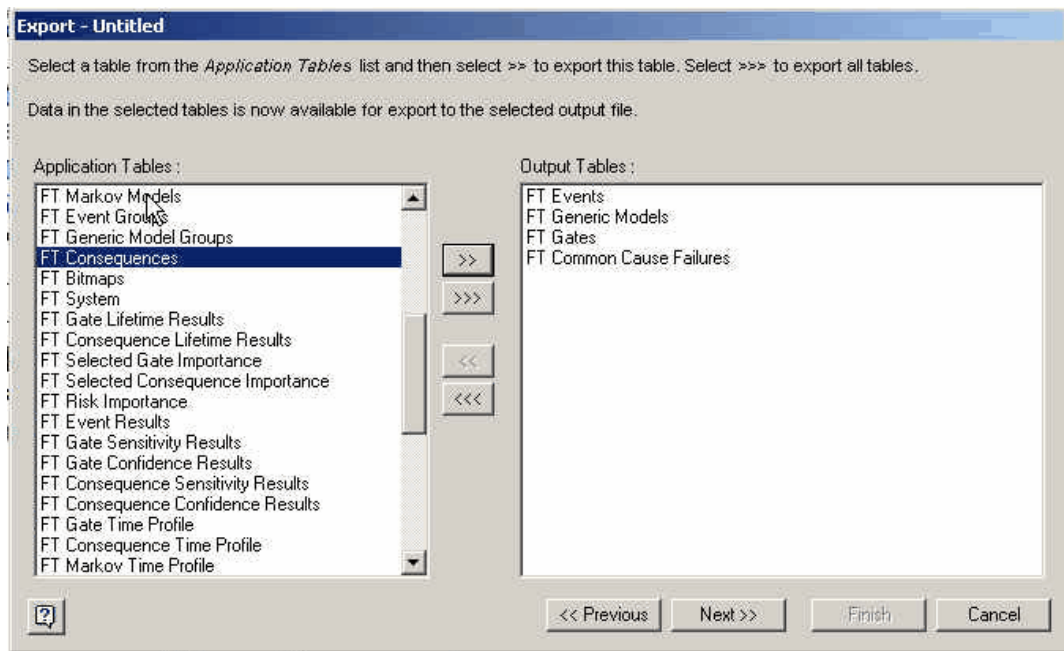 Export - Untitled
Select a table from the Application Tables list and then select >> to export this table. Select >>> to export all tables.
Data in the selected tables is now available for export to the selected output file.
Application Tables :
FT Markov Models
FT Event Groups
FT Generic Model Groups
FT Consequences
FT Bitmaps
FT System
FT Gate Lifetime Results
FT Consequence Lifetime Results
FT Selected Gate Importance
FT Selected Consequence Importance
FT Risk Importance
FT Event Results
FT Gate Sensitivity Results
FT Gate Confidence Results
FT Consequence Sensitivity Results
FT Consequence Confidence Results
FT Gate Time Profile
FT Consequence Time Profile
FT Markov Time Profile
>>
>>>
<<
<<<
Output Tables :
FT Events
FT Generic Models
FT Gates
FT Common Cause Failures
?
<< Previous
Next >>
Finish
Cancel